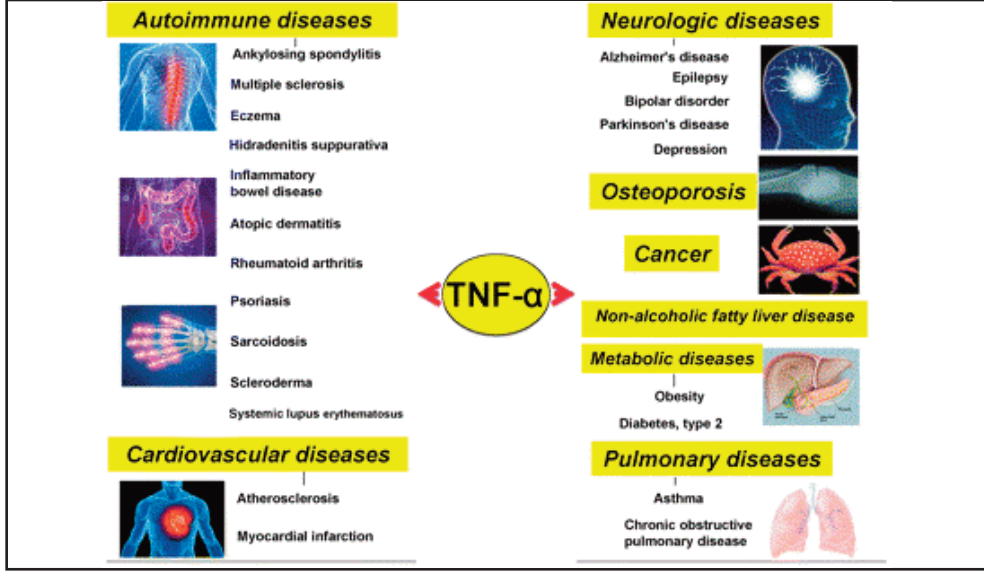 Autoimmune diseases
Ankylosing spondylitis
Multiple sclerosis
Eczema
Hidradenitis suppurativa
Inflammatory
bowel disease
Atopic dermatitis
Rheumatoid arthritis
Psoriasis
Sarcoidosis
Scleroderma
Systemic lupus erythematosus
Cardiovascular diseases
Atherosclerosis
Myocardial infarction
TNF-α
Neurologic diseases
Alzheimer's disease
Epilepsy
Bipolar disorder
Parkinson's disease
Depression
Osteoporosis
Cancer
Non-alcoholic fatty liver disease
Metabolic diseases
Obesity
Diabetes, type 2
Pulmonary diseases
Asthma
Chronic obstructive
pulmonary disease